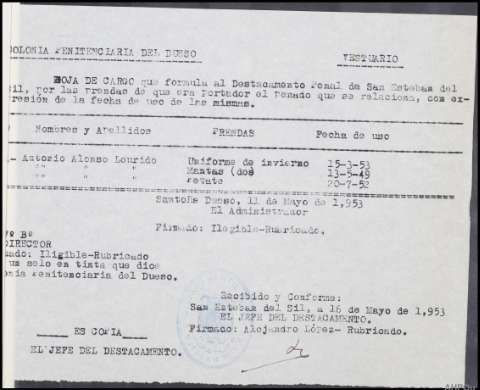 COLONIA PENITENCIARIA DEL DUESO
VESTUARIO
HOJA DE CARGO que formula al Destacamento Penal de San Esteban del
Sil, por las prendas de que era portador el penado que se relaciona, con ex-
presión de la fecha de uso de las mismas.
Nombres y Apellidos PRENDAS Fecha de uso
- Antonio Alonso Lourido Uniforme de invierno 15-3-53
" " " Mantas (dos 13-5-49
" " " Petate 20-7-52
Santoña Dueso, 11 de Mayo de 1,953
El Administrador
Firmado: Ilegible-Rubricado.
Vº Bº
DIRECTOR
mado: Iligible-Rubricado
un solo en tinta que dice
onia Penitenciaria del Dueso.
Recibido y Conforme:
San Esteban del Sil, a 16 de Mayo de 1,953
EL JEFE DEL DESTACAMENTO.
Firmado: Alejandro López- Rubricado.
ES COPIA
EL JEFE DEL DESTACAMENTO.